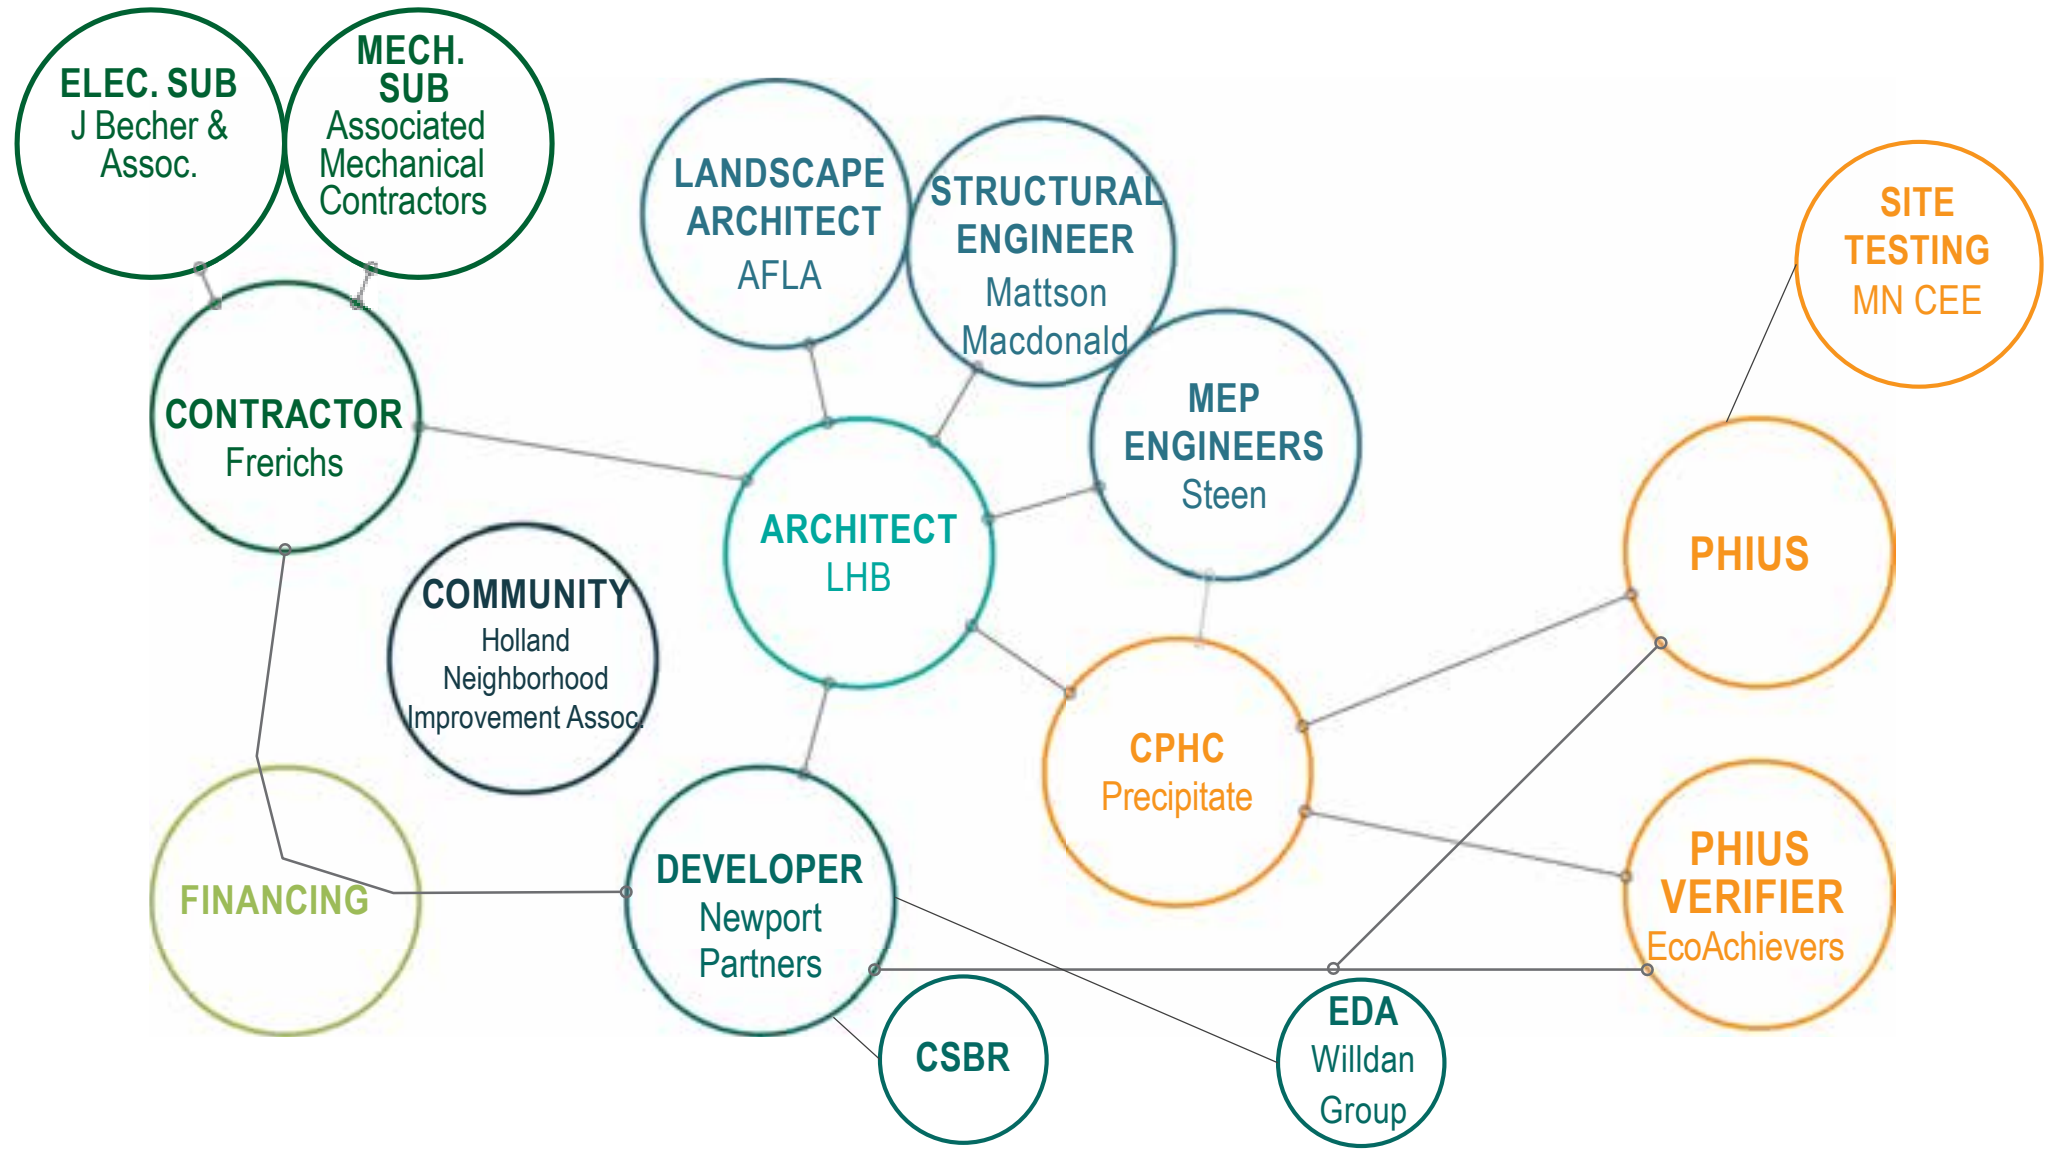 ELEC. SUB
J Becher &
Assoc.
MECH.
SUB
Associated
Mechanical
Contractors
LANDSCAPE
ARCHITECT
AFLA
STRUCTURAL
ENGINEER
Mattson
Macdonald
SITE
TESTING
MN CEE
CONTRACTOR
Frerichs
MEP
ENGINEERS
Steen
ARCHITECT
LHB
PHIUS
COMMUNITY
Holland
Neighborhood
Improvement Assoc.
CPHC
Precipitate
FINANCING
DEVELOPER
Newport
Partners
PHIUS
VERIFIER
EcoAchievers
CSBR
EDA
Willdan
Group